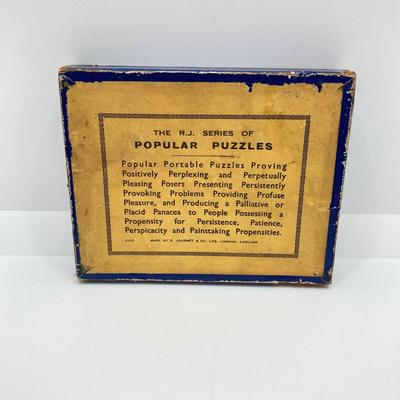 THE R.J. SERIES OF
POPULAR PUZZLES
Popular Portable Puzzles Proving
Positively Perplexing and Perpetually
Pleasing Posers Presenting Persistently
Provoking Problems Providing Profuse
Pleasure, and Producing a Palliative or
Placid Panacea to People Possessing a
Propensity for Persistence, Patience,
Perspicacity and Painstaking Propensities.
MADE BY R. JOURNET & CO. LTD. LONDON, ENGLAND